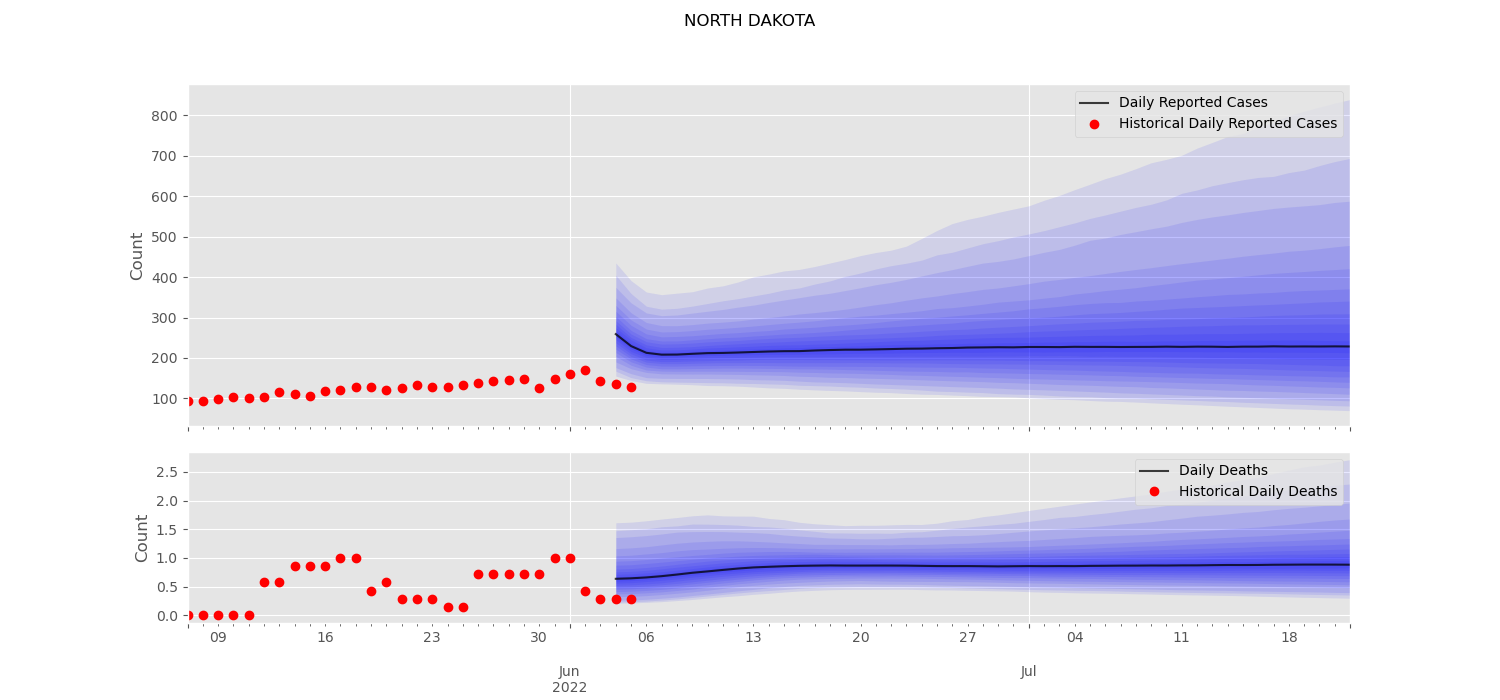 NORTH DAKOTA
Daily Reported Cases
Historical Daily Reported Cases
800
700
600
500
400
300
200
100
Count
Daily Deaths
Historical Daily Deaths
2.5
2.0
1.5
1.0
0.5
0.0
Count
09 16 23 30 06 13 20 27 04 11 18
Jun Jul
2022